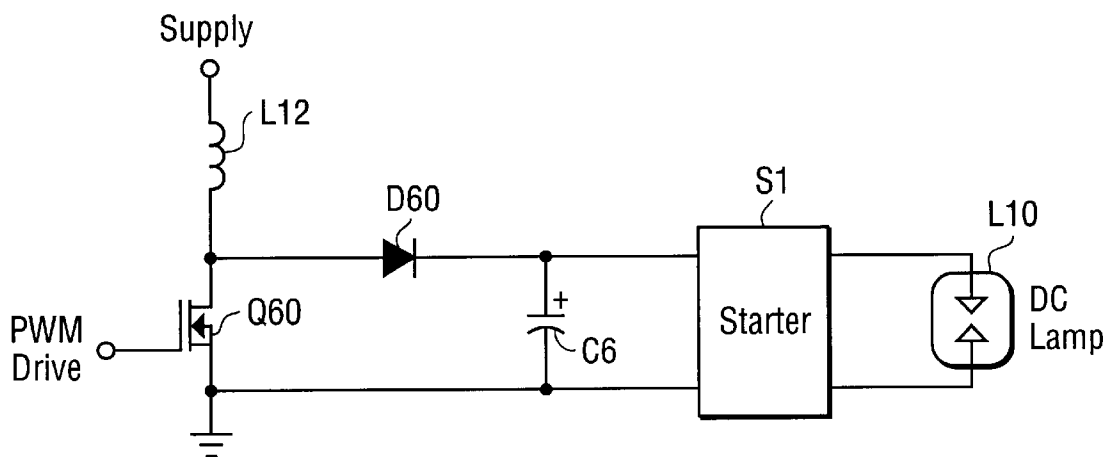 Supply
L12
D60
S1
L10
Q60
PWM
Drive
+
C6
Starter
DC
Lamp